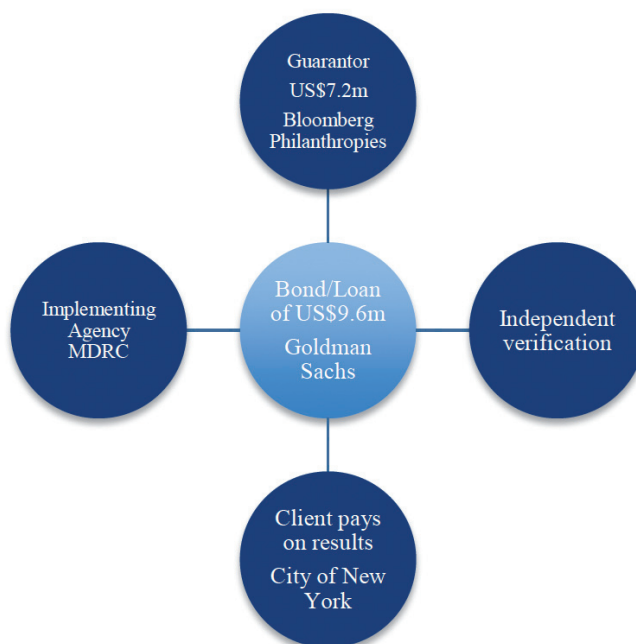 Guarantor
US$7.2m
Bloomberg
Philanthropies
Implementing
Agency
MDRC
Bond/Loan
of US$9.6m
Goldman
Sachs
Independent
verification
Client pays
on results
City of New
York